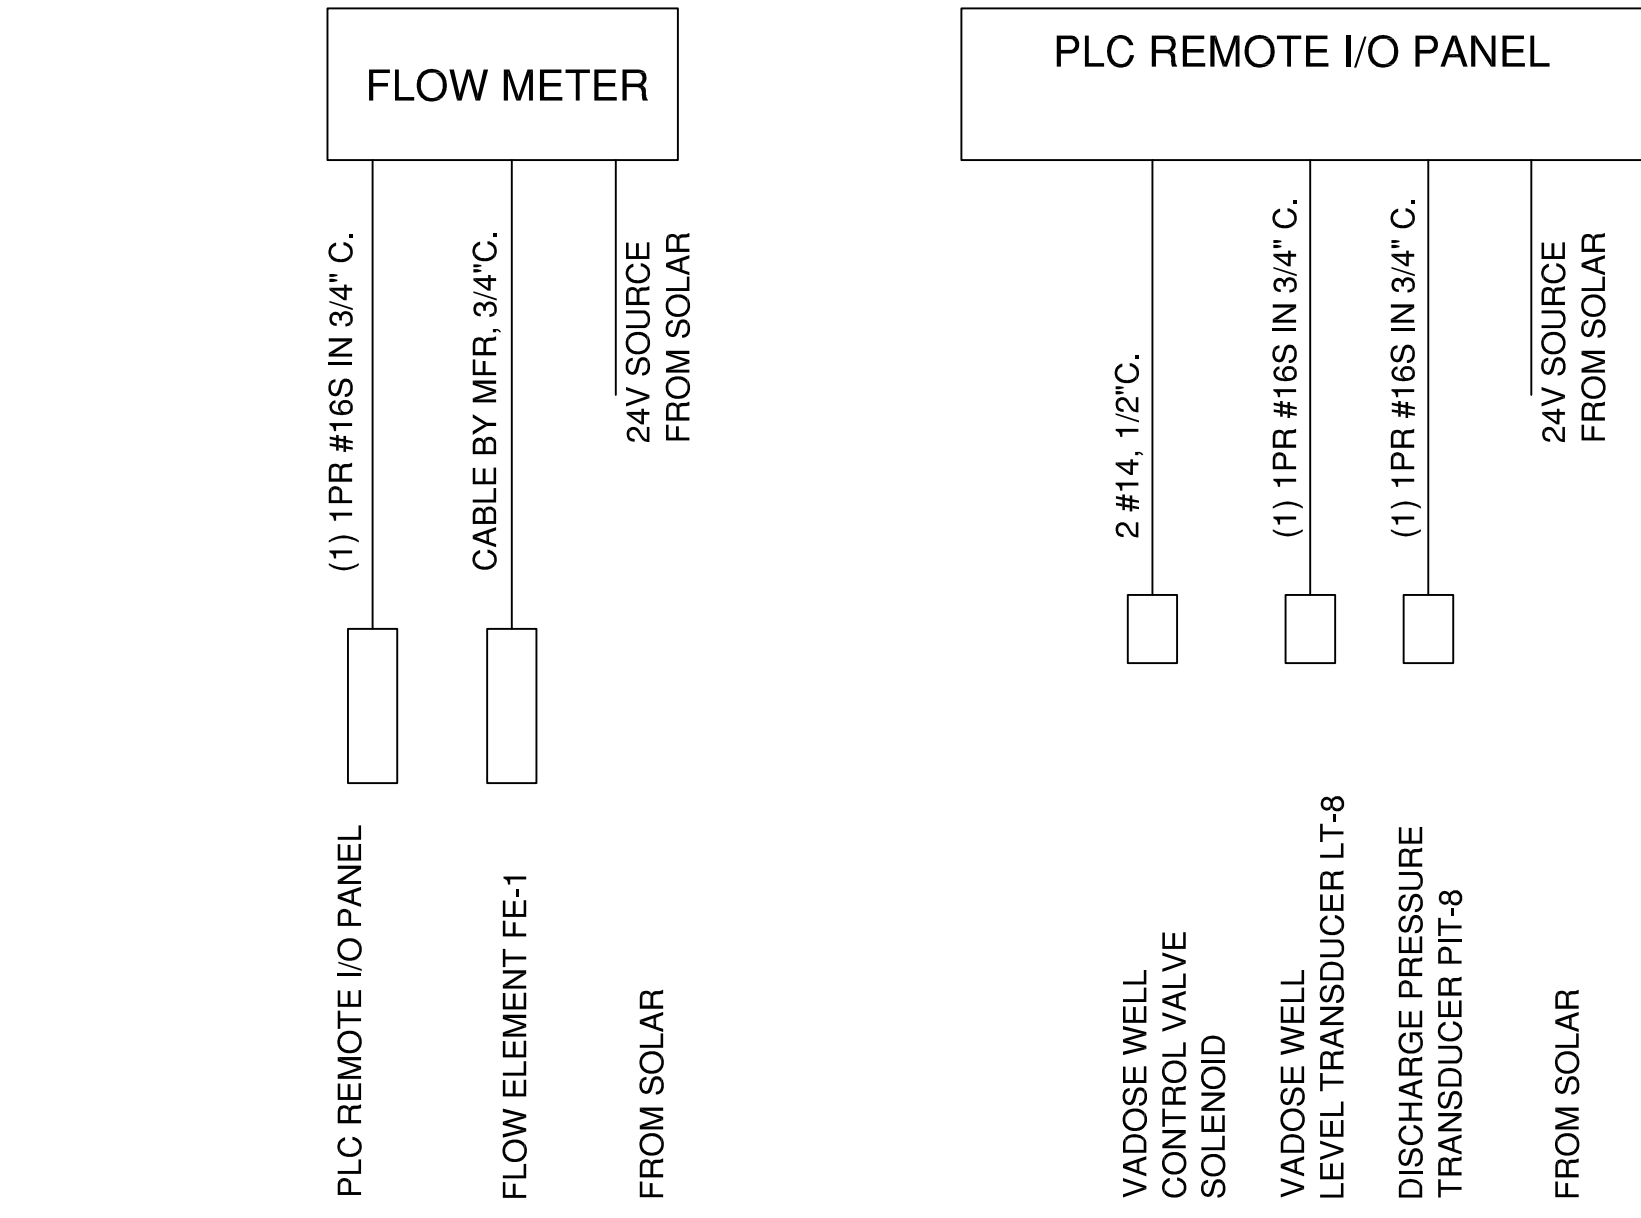 FLOW METER
(1) 1PR #16S IN 3/4" C.
CABLE BY MFR, 3/4"C.
24V SOURCE
FROM SOLAR
PLC REMOTE I/O PANEL
FLOW ELEMENT FE-1
FROM SOLAR
PLC REMOTE I/O PANEL
2 #14, 1/2"C.
(1) 1PR #16S IN 3/4" C.
(1) 1PR #16S IN 3/4" C.
24V SOURCE
FROM SOLAR
VADOSE WELL
CONTROL VALVE
SOLENOID
VADOSE WELL
LEVEL TRANSDUCER LT-8
DISCHARGE PRESSURE
TRANSDUCER PIT-8
FROM SOLAR